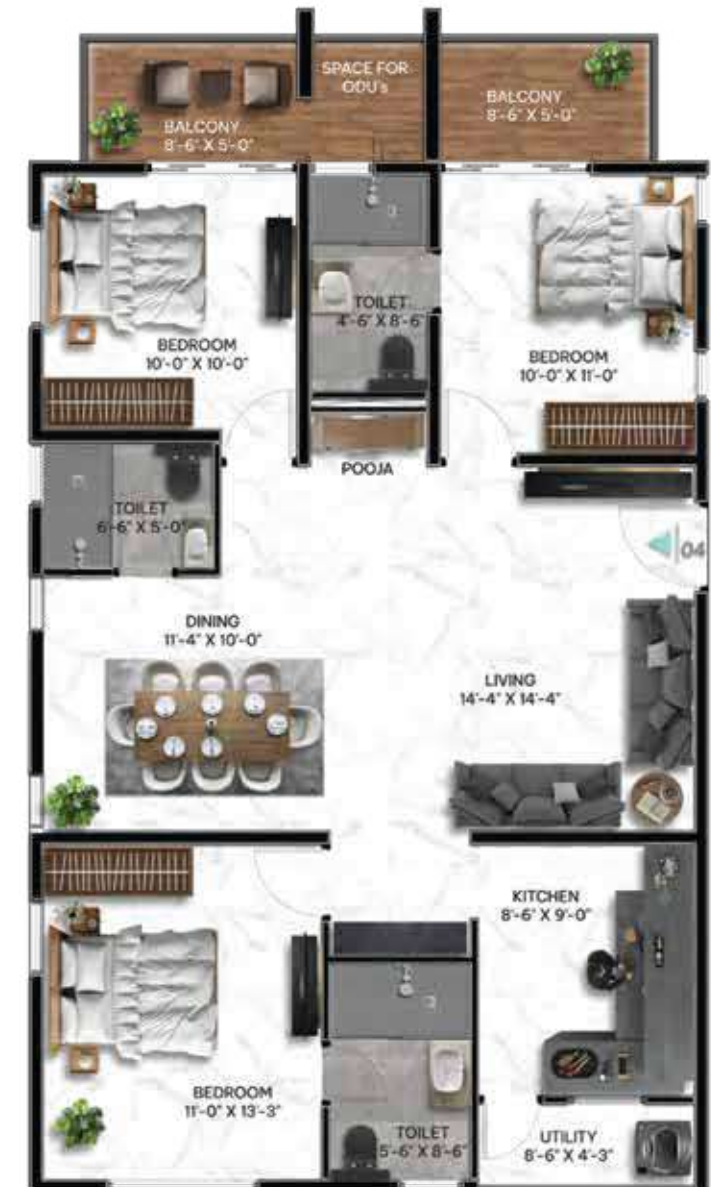 SPACE FOR
ODU's
BALCONY
8'-6" X 5'-0"
BALCONY
8'-6" X 5'-0"
TOILET
4'-6" X 8'-6"
BEDROOM
10'-0" X 10'-0"
BEDROOM
10'-0" X 11'-0"
POOJA
TOILET
6'-6" X 5'-0"
04
DINING
11'-4" X 10'-0"
LIVING
14'-4" X 14'-4"
KITCHEN
8'-6" X 9'-0"
BEDROOM
11'-0" X 13'-3"
TOILET
5'-6" X 8'-6"
UTILITY
8'-6" X 4'-3"